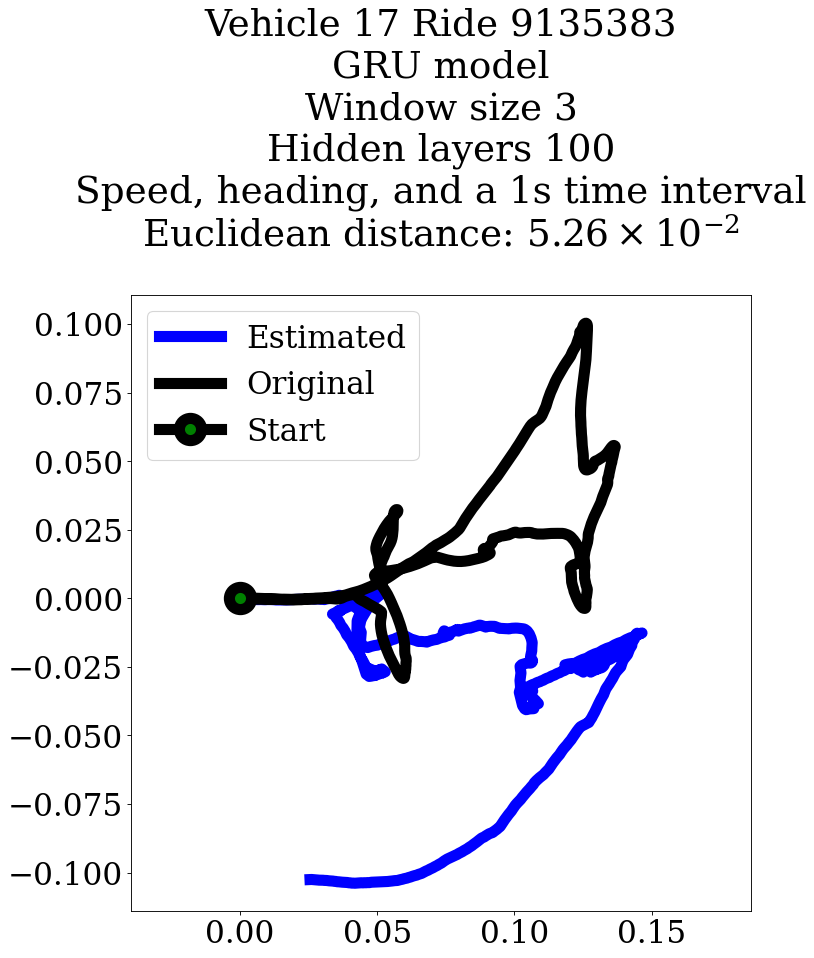 Vehicle 17 Ride 9135383
GRU model
Window size 3
Hidden layers 100
Speed, heading, and a 1s time interval
Euclidean distance: 5.26 × 10⁻²
Estimated
Original
Start
0.100
0.075
0.050
0.025
0.000
−0.025
−0.050
−0.075
−0.100
0.00 0.05 0.10 0.15